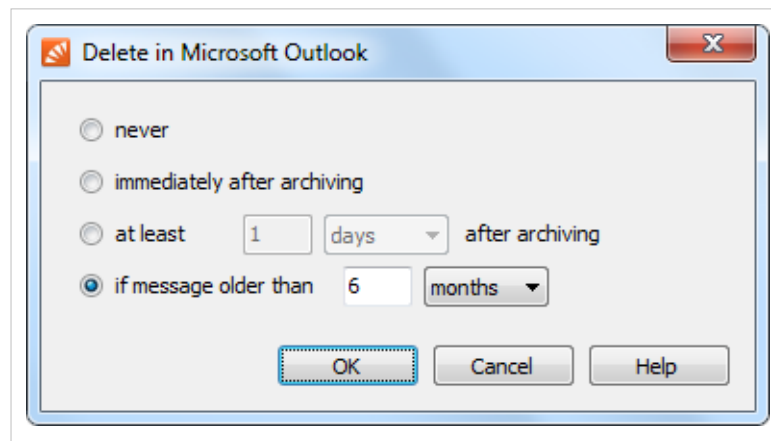 Delete in Microsoft Outlook
never
immediately after archiving
at least 1 days after archiving
if message older than 6 months
OK Cancel Help